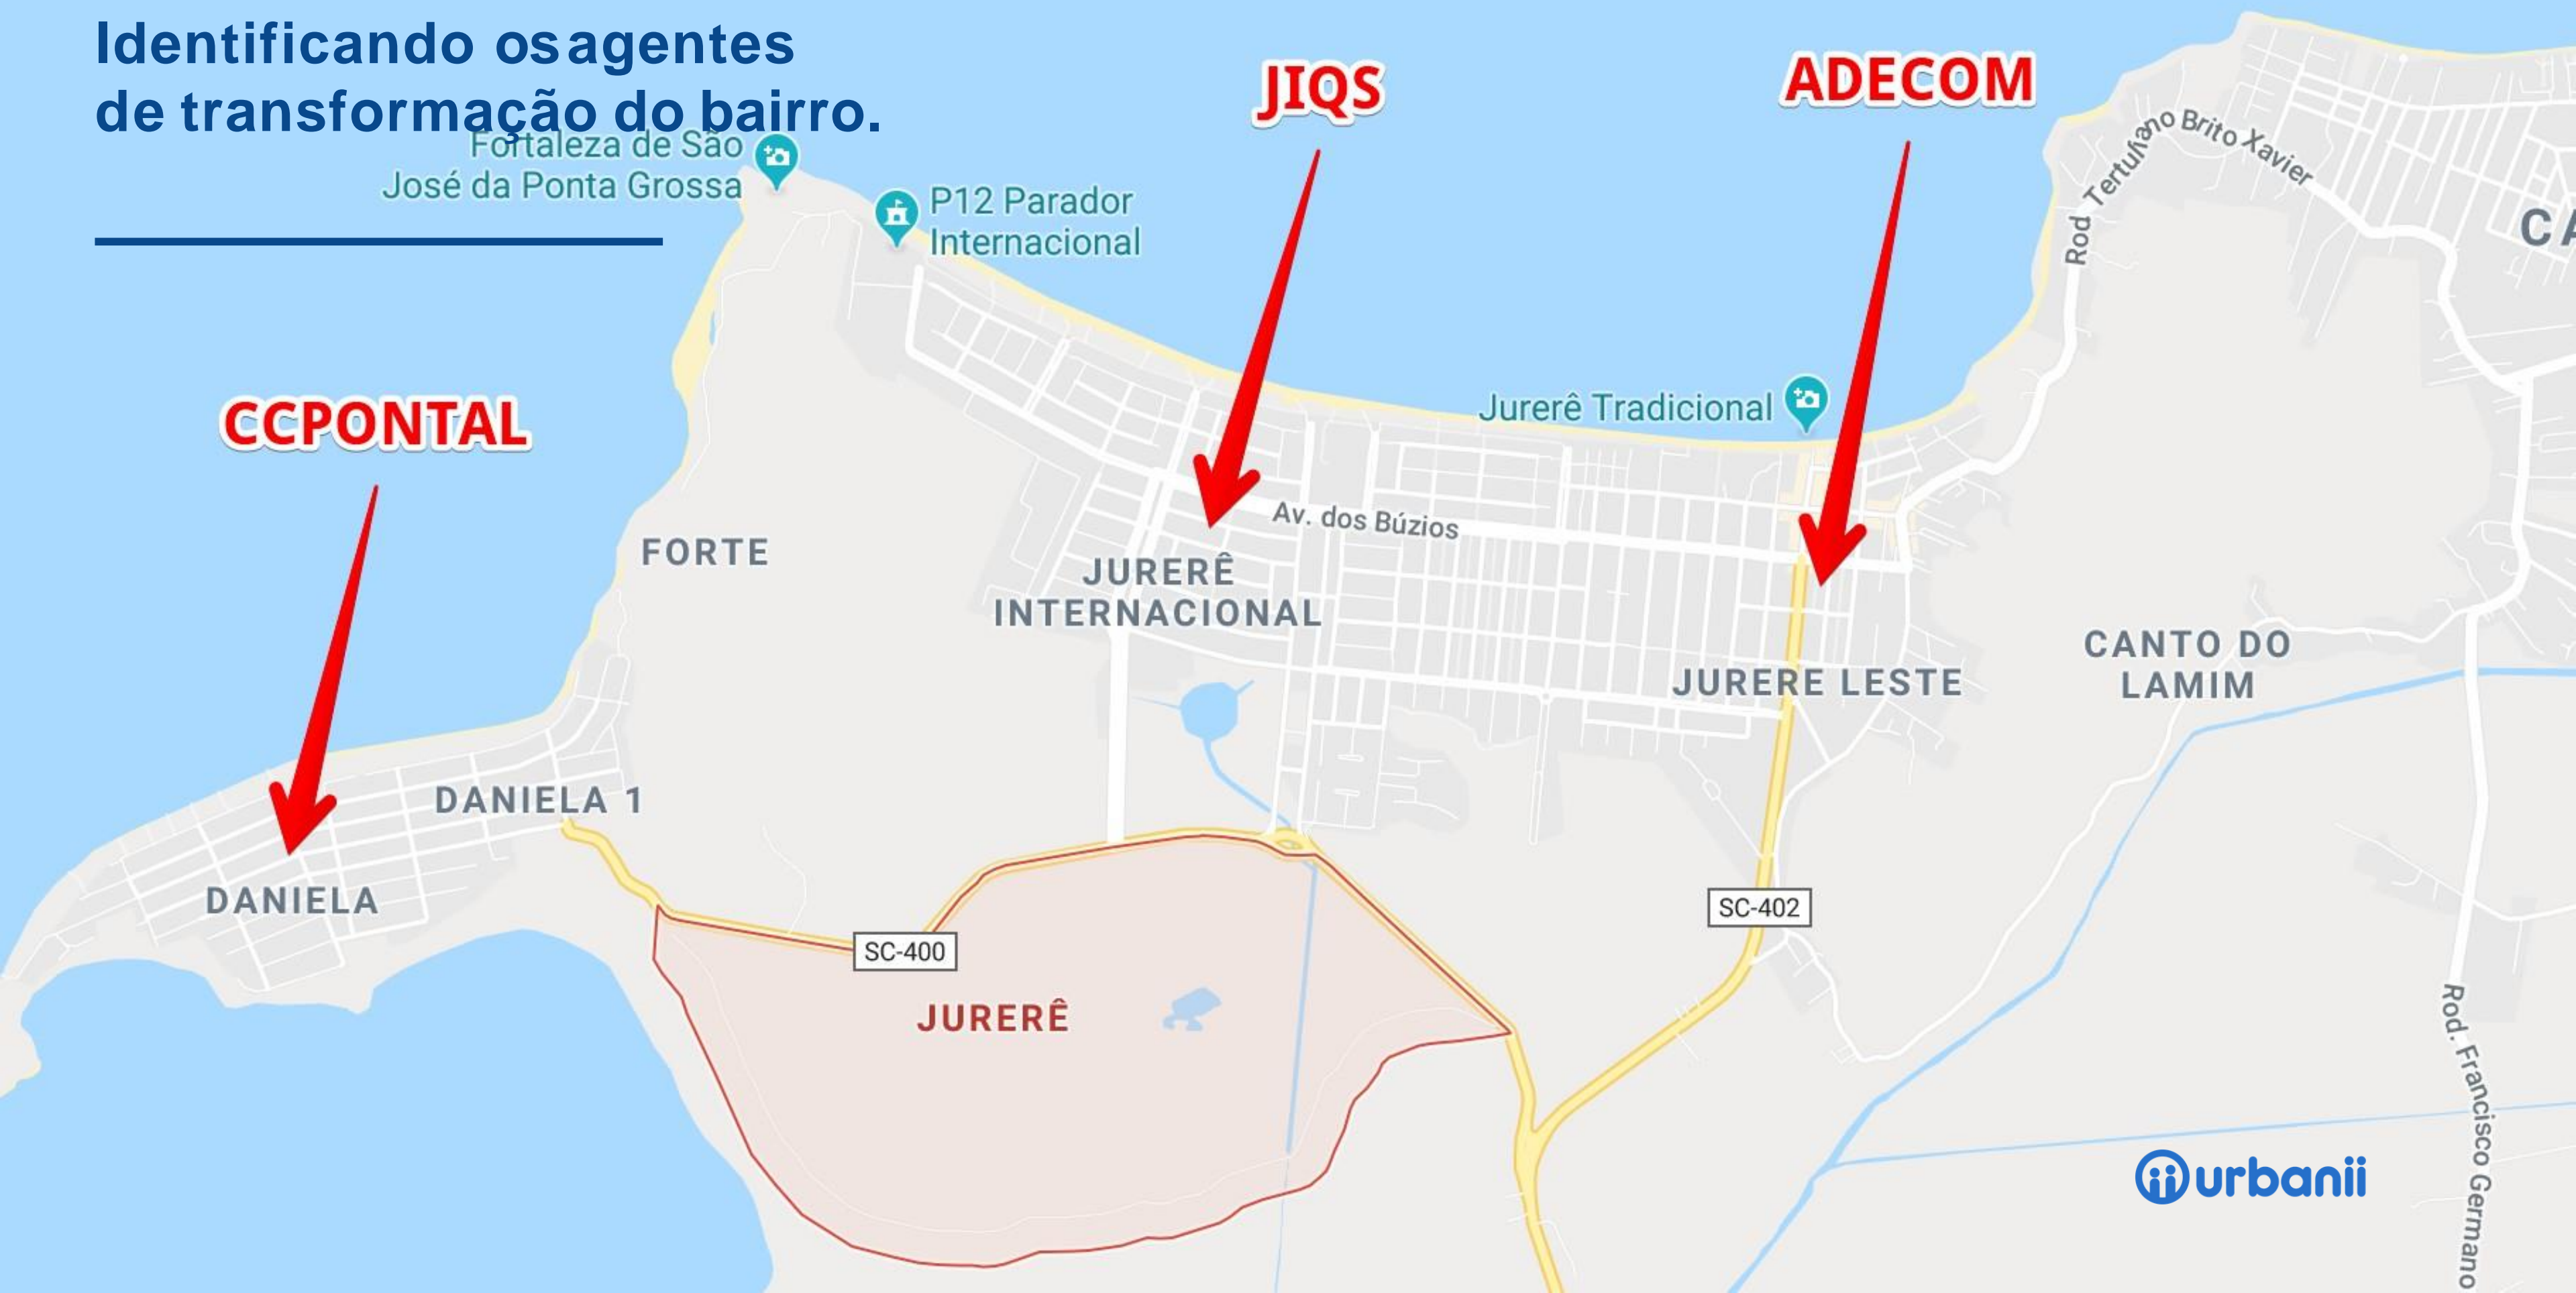 Identificando os agentes
de transformação do bairro.
JIQS
ADECOM
Fortaleza de São
José da Ponta Grossa
P12 Parador
Internacional
Rod Tertuliano Brito Xavier
CA
CCPONTAL
Jurerê Tradicional
FORTE
Av. dos Búzios
JURERÊ
INTERNACIONAL
CANTO DO
LAMIM
JURERE LESTE
DANIELA 1
DANIELA
SC-402
SC-400
JURERÊ
Rod. Francisco Germano
urbanii